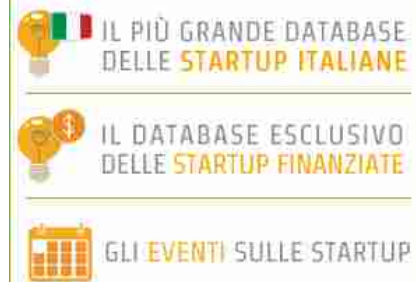 IL PIÙ GRANDE DATABASE
DELLE STARTUP ITALIANE
IL DATABASE ESCLUSIVO
DELLE STARTUP FINANZIATE
GLI EVENTI SULLE STARTUP